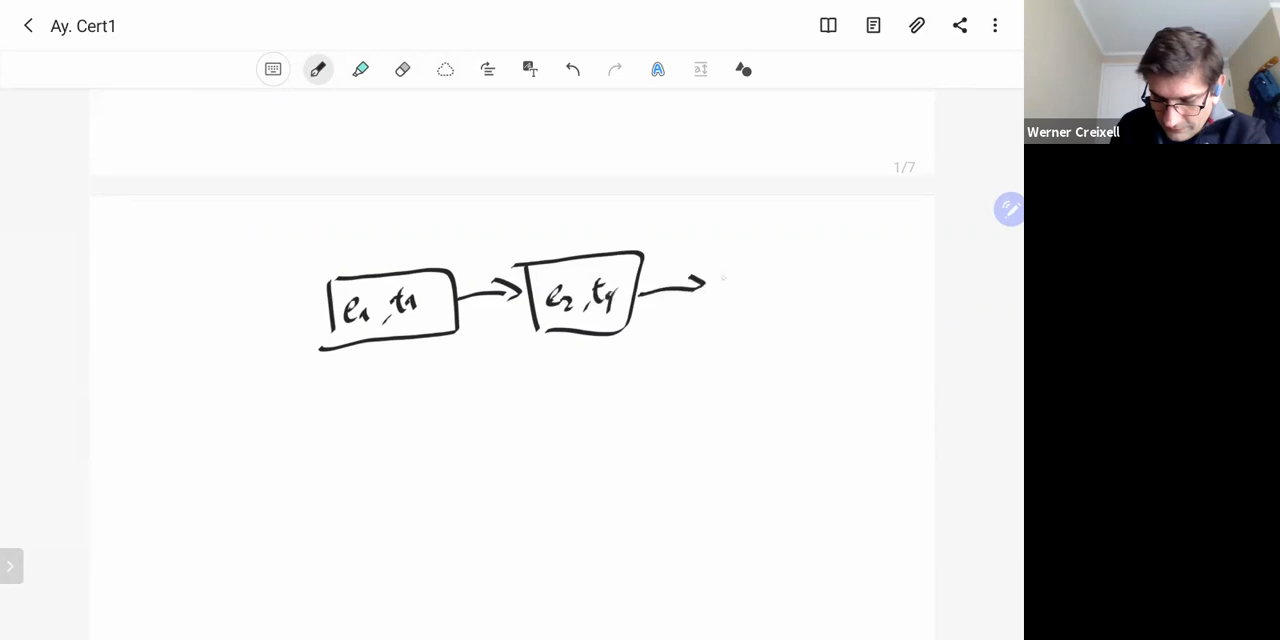 Ay. Cert1
Werner Creixell
1/7
e1, t1 → e2, t4 →